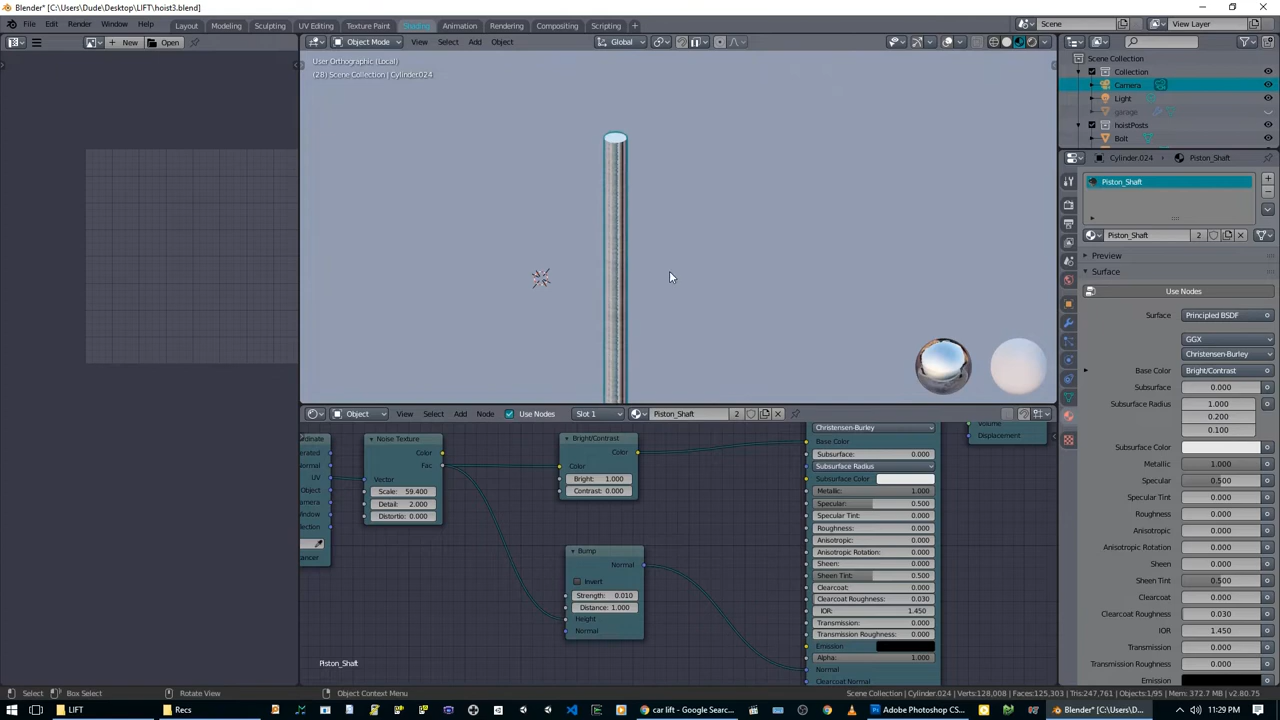 Blender* [C:\Users\Dude\Desktop\LIFT\hoist3.blend]
File Edit Render Window Help Layout Modeling Sculpting UV Editing Texture Paint Shading Animation Rendering Compositing Scripting + Scene View Layer
New Open Object Mode View Select Add Object Global
User Orthographic (Local)
(28) Scene Collection | Cylinder.024
Scene Collection
Collection
Camera
Light
garage
hoistPosts
Bolt
Cylinder.024 Piston_Shaft
Piston_Shaft
Piston_Shaft 2
Preview
Surface
Use Nodes
Surface: Principled BSDF
GGX
Christensen-Burley
Base Color Bright/Contrast
Subsurface 0.000
Subsurface Radius 1.000
0.200
0.100
Subsurface Color
Metallic 1.000
Specular 0.500
Specular Tint 0.000
Roughness 0.000
Anisotropic 0.000
Anisotropic Rotation 0.000
Sheen 0.000
Sheen Tint 0.500
Clearcoat 0.000
Clearcoat Roughness 0.030
IOR 1.450
Transmission 0.000
Transmission Roughness 0.000
Emission
Object View Select Add Node Use Nodes Slot 1 Piston_Shaft 2
UV
Noise Texture
Color
Fac
Vector
Scale: 59.400
Detail: 2.000
Distortio: 0.000
Bright/Contrast
Color
Color
Bright: 1.000
Contrast: 0.000
Bump
Normal
Invert
Strength: 0.010
Distance: 1.000
Height
Normal
Christensen-Burley
Base Color
Subsurface: 0.000
Subsurface Radius
Subsurface Color
Metallic: 1.000
Specular: 0.500
Specular Tint: 0.000
Roughness: 0.000
Anisotropic: 0.000
Anisotropic Rotation: 0.000
Sheen: 0.000
Sheen Tint: 0.500
Clearcoat: 0.000
Clearcoat Roughness: 0.030
IOR: 1.450
Transmission: 0.000
Transmission Roughness: 0.000
Emission
Alpha: 1.000
Normal
Clearcoat Normal
Displacement
Piston_Shaft
Select Box Select Rotate View Object Context Menu Scene Collection | Cylinder.024 | Verts:128,008 | Faces:125,303 | Tris:247,761 | Objects:1/95 | Mem: 372.7 MB | v2.80.75
LIFT Recs car lift - Google Sear... Adobe Photoshop CS... Blender* [C:\Users\D... 11:29 PM